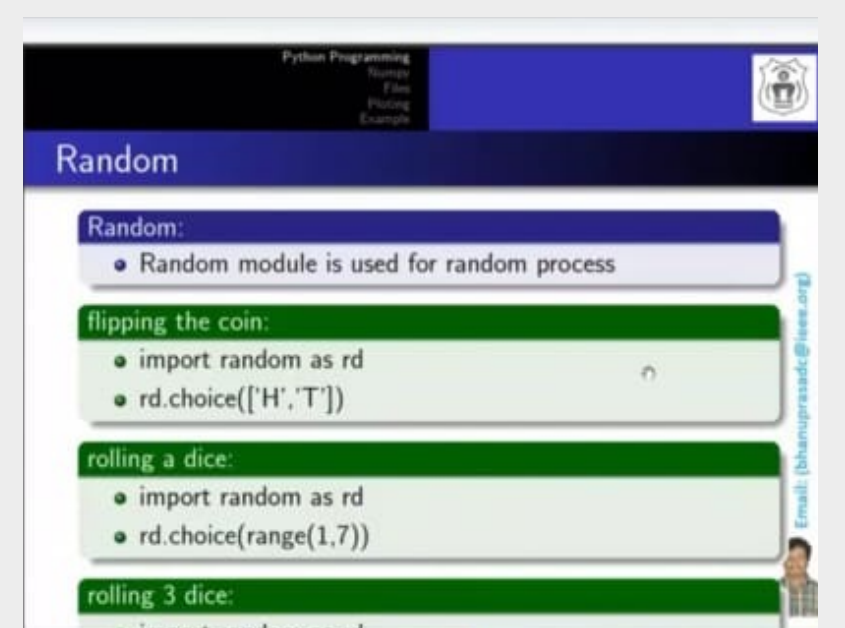 Python Programming
Numpy
Files
Ploting
Example
Random
Random:
Random module is used for random process
flipping the coin:
import random as rd
rd.choice(['H','T'])
rolling a dice:
import random as rd
rd.choice(range(1,7))
rolling 3 dice:
Email: (bhanuprasadc@ieee.org)